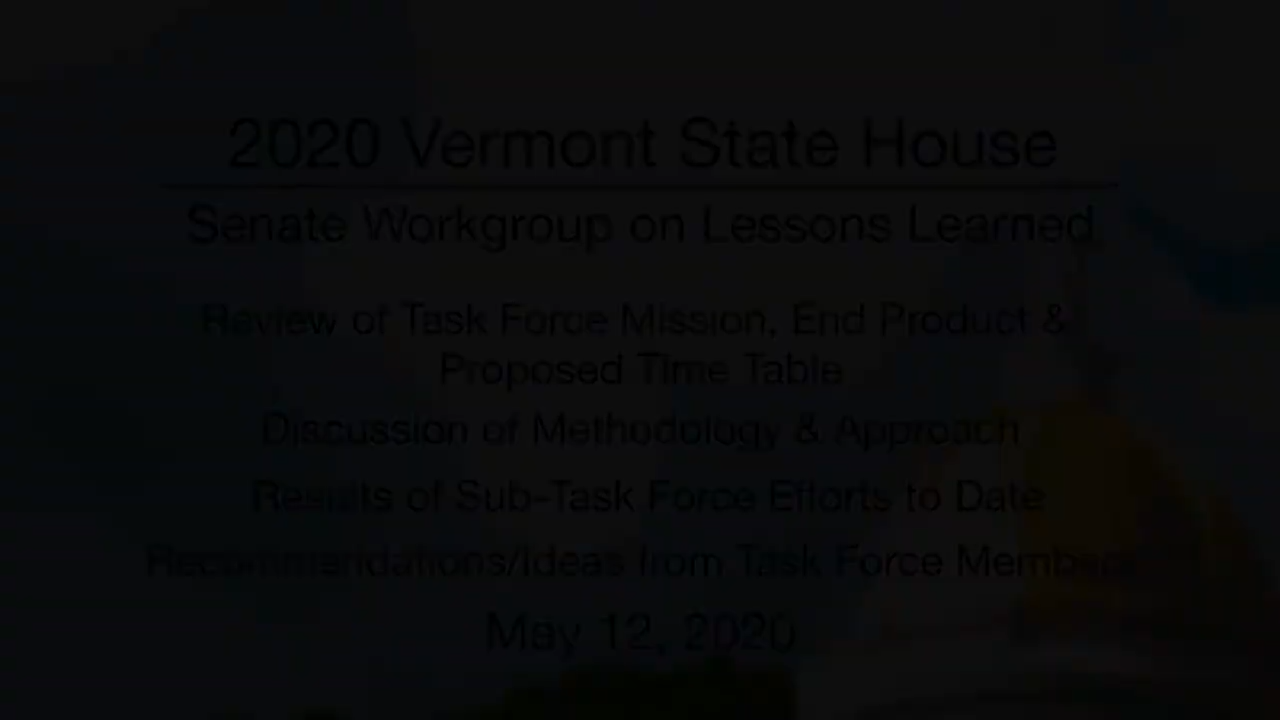 2020 Vermont State House
Senate Workgroup on Lessons Learned
Review of Task Force Mission, End Product &
Proposed Time Table
Discussion of Methodology & Approach
Results of Sub-Task Force Efforts to Date
Recommendations/Ideas from Task Force Members
May 12, 2020